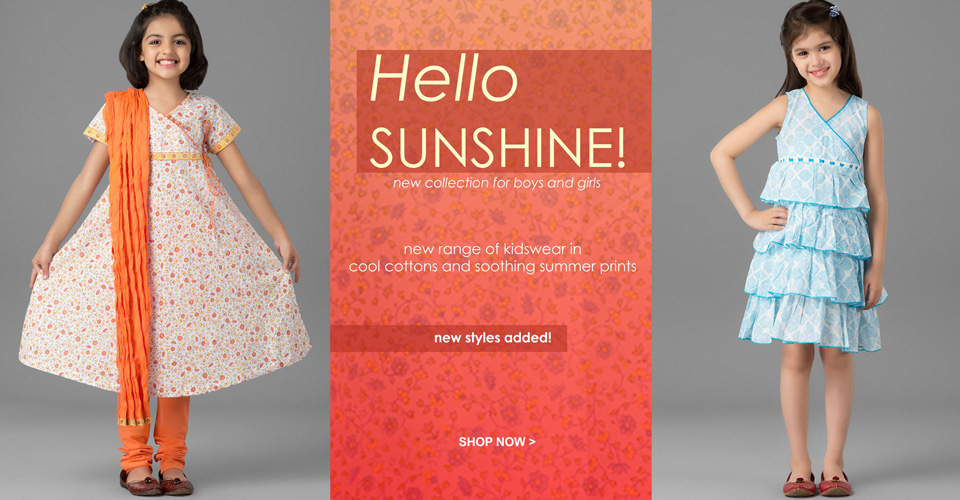 Hello
SUNSHINE!
new collection for boys and girls
new range of kidswear in
cool cottons and soothing summer prints
new styles added!
SHOP NOW >